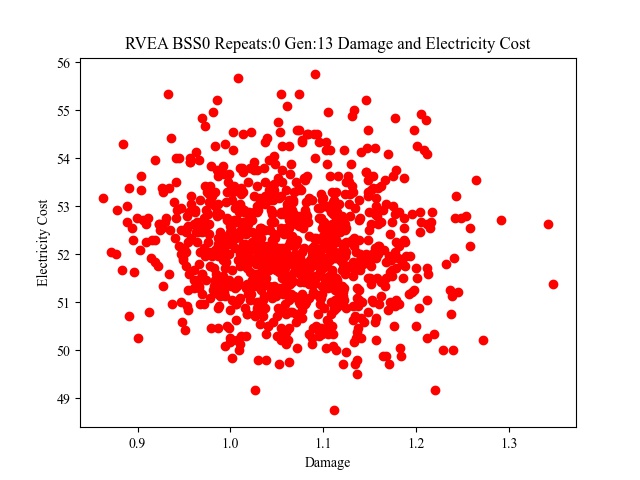 RVEA BSS0 Repeats:0 Gen:13 Damage and Electricity Cost
56
55
54
53
52
51
50
49
Electricity Cost
0.9 1.0 1.1 1.2 1.3
Damage